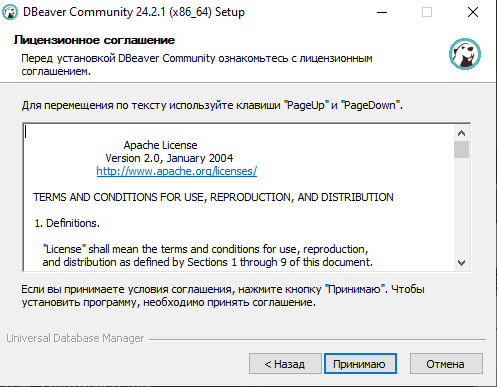 DBeaver Community 24.2.1 (x86_64) Setup
Лицензионное соглашение
Перед установкой DBeaver Community ознакомьтесь с лицензионным
соглашением.
Для перемещения по тексту используйте клавиши "PageUp" и "PageDown".
Apache License
Version 2.0, January 2004
http://www.apache.org/licenses/
TERMS AND CONDITIONS FOR USE, REPRODUCTION, AND DISTRIBUTION
1. Definitions.
"License" shall mean the terms and conditions for use, reproduction,
and distribution as defined by Sections 1 through 9 of this document.
Если вы принимаете условия соглашения, нажмите кнопку "Принимаю". Чтобы
установить программу, необходимо принять соглашение.
Universal Database Manager
< Назад
Принимаю
Отмена